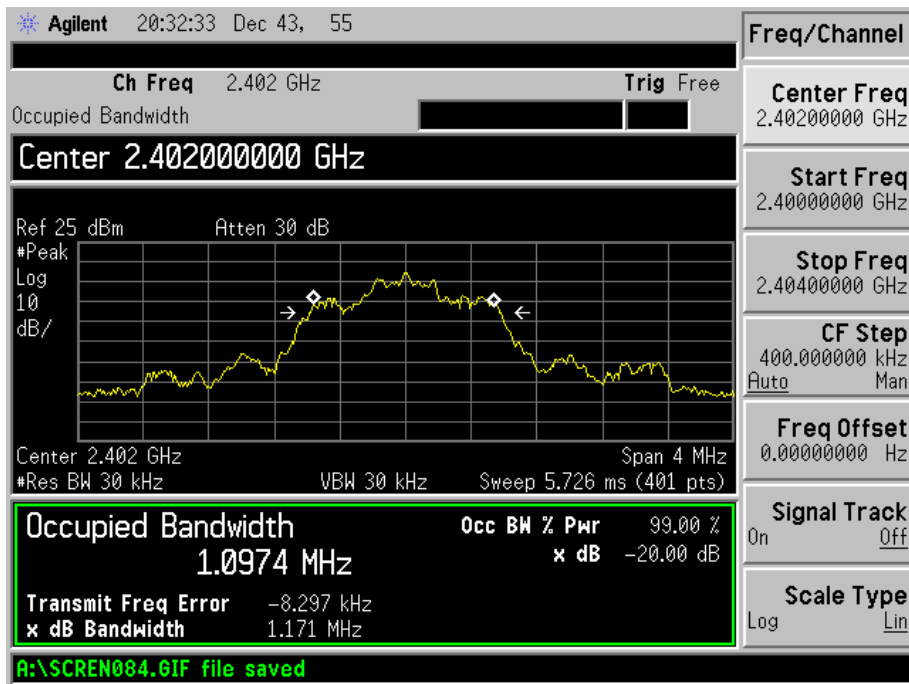 Agilent 20:32:33 Dec 43, 55
Ch Freq 2.402 GHz Trig Free
Occupied Bandwidth
Center 2.402000000 GHz
Ref 25 dBm Atten 30 dB
#Peak
Log
10
dB/
Center 2.402 GHz Span 4 MHz
#Res BW 30 kHz VBW 30 kHz Sweep 5.726 ms (401 pts)
Occupied Bandwidth Occ BW % Pwr 99.00 %
1.0974 MHz x dB -20.00 dB
Transmit Freq Error -8.297 kHz
x dB Bandwidth 1.171 MHz
A:\SCREN084.GIF file saved
Freq/Channel
Center Freq
2.40200000 GHz
Start Freq
2.40000000 GHz
Stop Freq
2.40400000 GHz
CF Step
400.000000 kHz
Auto Man
Freq Offset
0.00000000 Hz
Signal Track
On Off
Scale Type
Log Lin